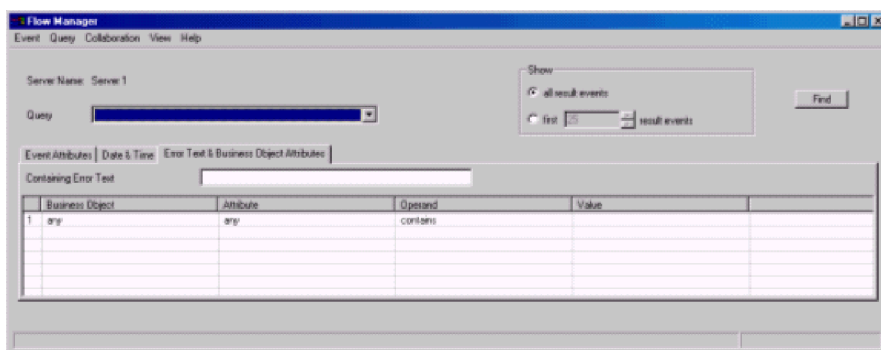 Flow Manager
Event Query Collaboration View Help
Server Name: Server 1
Show
all result events
Find
Query
first 25 result events
Event Attributes Date & Time Error Text & Business Object Attributes
Containing Error Text
Business Object Attribute Operand Value
1 any any contains